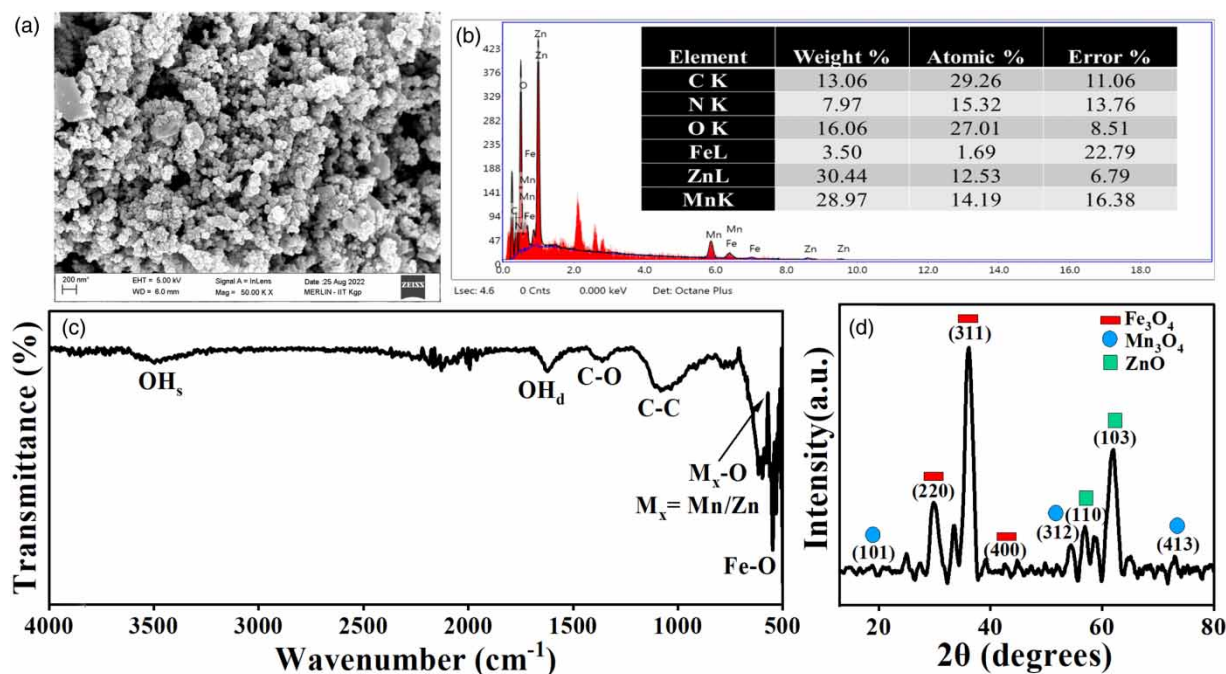 (a)
200 nm*
EHT = 5.00 kV
WD = 6.0 mm
Signal A = InLens
Mag = 50.00 K X
Date :25 Aug 2022
MERLIN - IIT Kgp
ZEISS
(b)
423
376
329
282
235
188
141
94
47
0.0 2.0 4.0 6.0 8.0 10.0 12.0 14.0 16.0 18.0
Zn
Zn
O
Fe
Mn
Mn
Fe
C
N
Mn
Mn
Fe
Fe
Zn
Zn
Lsec: 4.6 0 Cnts 0.000 keV Det: Octane Plus
Element Weight % Atomic % Error %
C K 13.06 29.26 11.06
N K 7.97 15.32 13.76
O K 16.06 27.01 8.51
FeL 3.50 1.69 22.79
ZnL 30.44 12.53 6.79
MnK 28.97 14.19 16.38
(c)
Transmittance (%)
OHₛ
OHd
C-O
C-C
Mₓ-O
Mₓ= Mn/Zn
Fe-O
4000 3500 3000 2500 2000 1500 1000 500
Wavenumber (cm⁻¹)
(d)
Intensity(a.u.)
Fe₃O₄
Mn₃O₄
ZnO
(101)
(220)
(311)
(400)
(312)
(110)
(103)
(413)
20 40 60 80
2θ (degrees)